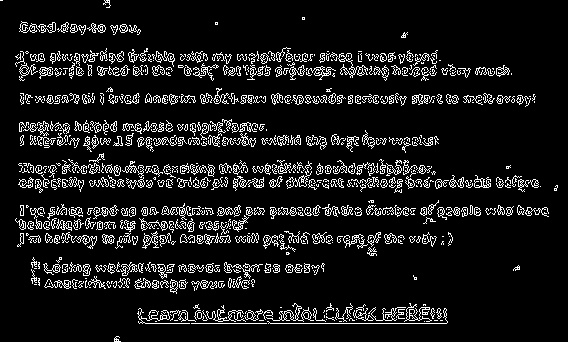 Good day to you,
I've always had trouble with my weight ever since I was young.
Of course I tried all the "best" fat loss products, nothing helped very much.
It wasn't til I tried Anatrim that I saw the pounds seriously start to melt away!
Nothing helped me lose weight faster.
I literally saw 15 pounds melt away within the first few weeks!
There's nothing more exciting than watching pounds disappear,
especially when you've tried all sorts of different methods and products before.
I've since read up on Anatrim and am amazed at the number of people who have
benefited from its amazing results.
I'm halfway to my goal, Anatrim will get me the rest of the way ; )
Losing weight has never been so easy!
Anatrim will change your life!
Learn out more info! CLICK HERE!!!